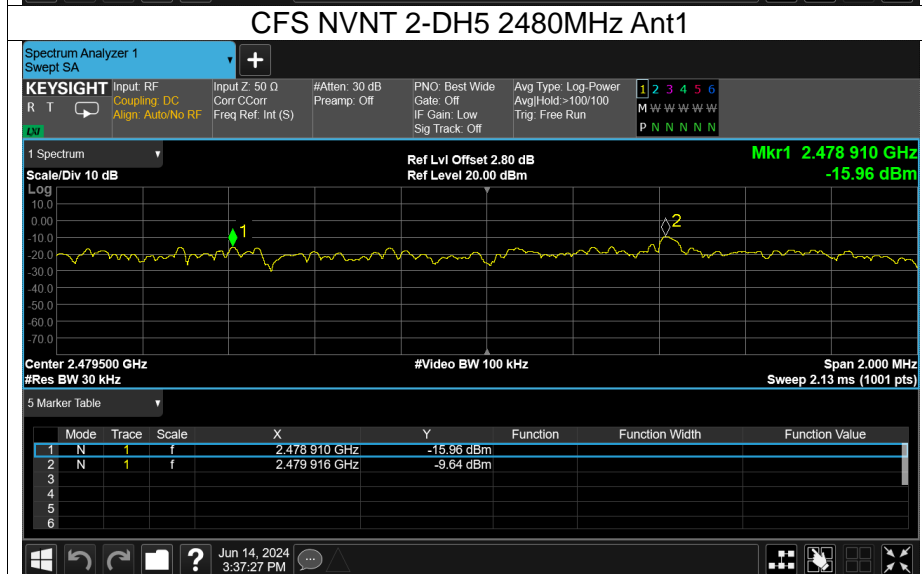 CFS NVNT 2-DH5 2480MHz Ant1
Spectrum Analyzer 1
Swept SA
+
KEYSIGHT
R T
LXI
Input: RF
Coupling: DC
Align: Auto/No RF
Input Z: 50 Ω
Corr CCorr
Freq Ref: Int (S)
#Atten: 30 dB
Preamp: Off
PNO: Best Wide
Gate: Off
IF Gain: Low
Sig Track: Off
Avg Type: Log-Power
Avg|Hold:>100/100
Trig: Free Run
1 2 3 4 5 6
M W W W W W
P N N N N N
1 Spectrum
Scale/Div 10 dB
Ref Lvl Offset 2.80 dB
Ref Level 20.00 dBm
Mkr1 2.478 910 GHz
-15.96 dBm
Log
10.0
0.00
-10.0
-20.0
-30.0
-40.0
-50.0
-60.0
-70.0
1
2
Center 2.479500 GHz
#Video BW 100 kHz
Span 2.000 MHz
#Res BW 30 kHz
Sweep 2.13 ms (1001 pts)
5 Marker Table
Mode Trace Scale X Y Function Function Width Function Value
1 N 1 f 2.478 910 GHz -15.96 dBm
2 N 1 f 2.479 916 GHz -9.64 dBm
3
4
5
6
?
Jun 14, 2024
3:37:27 PM